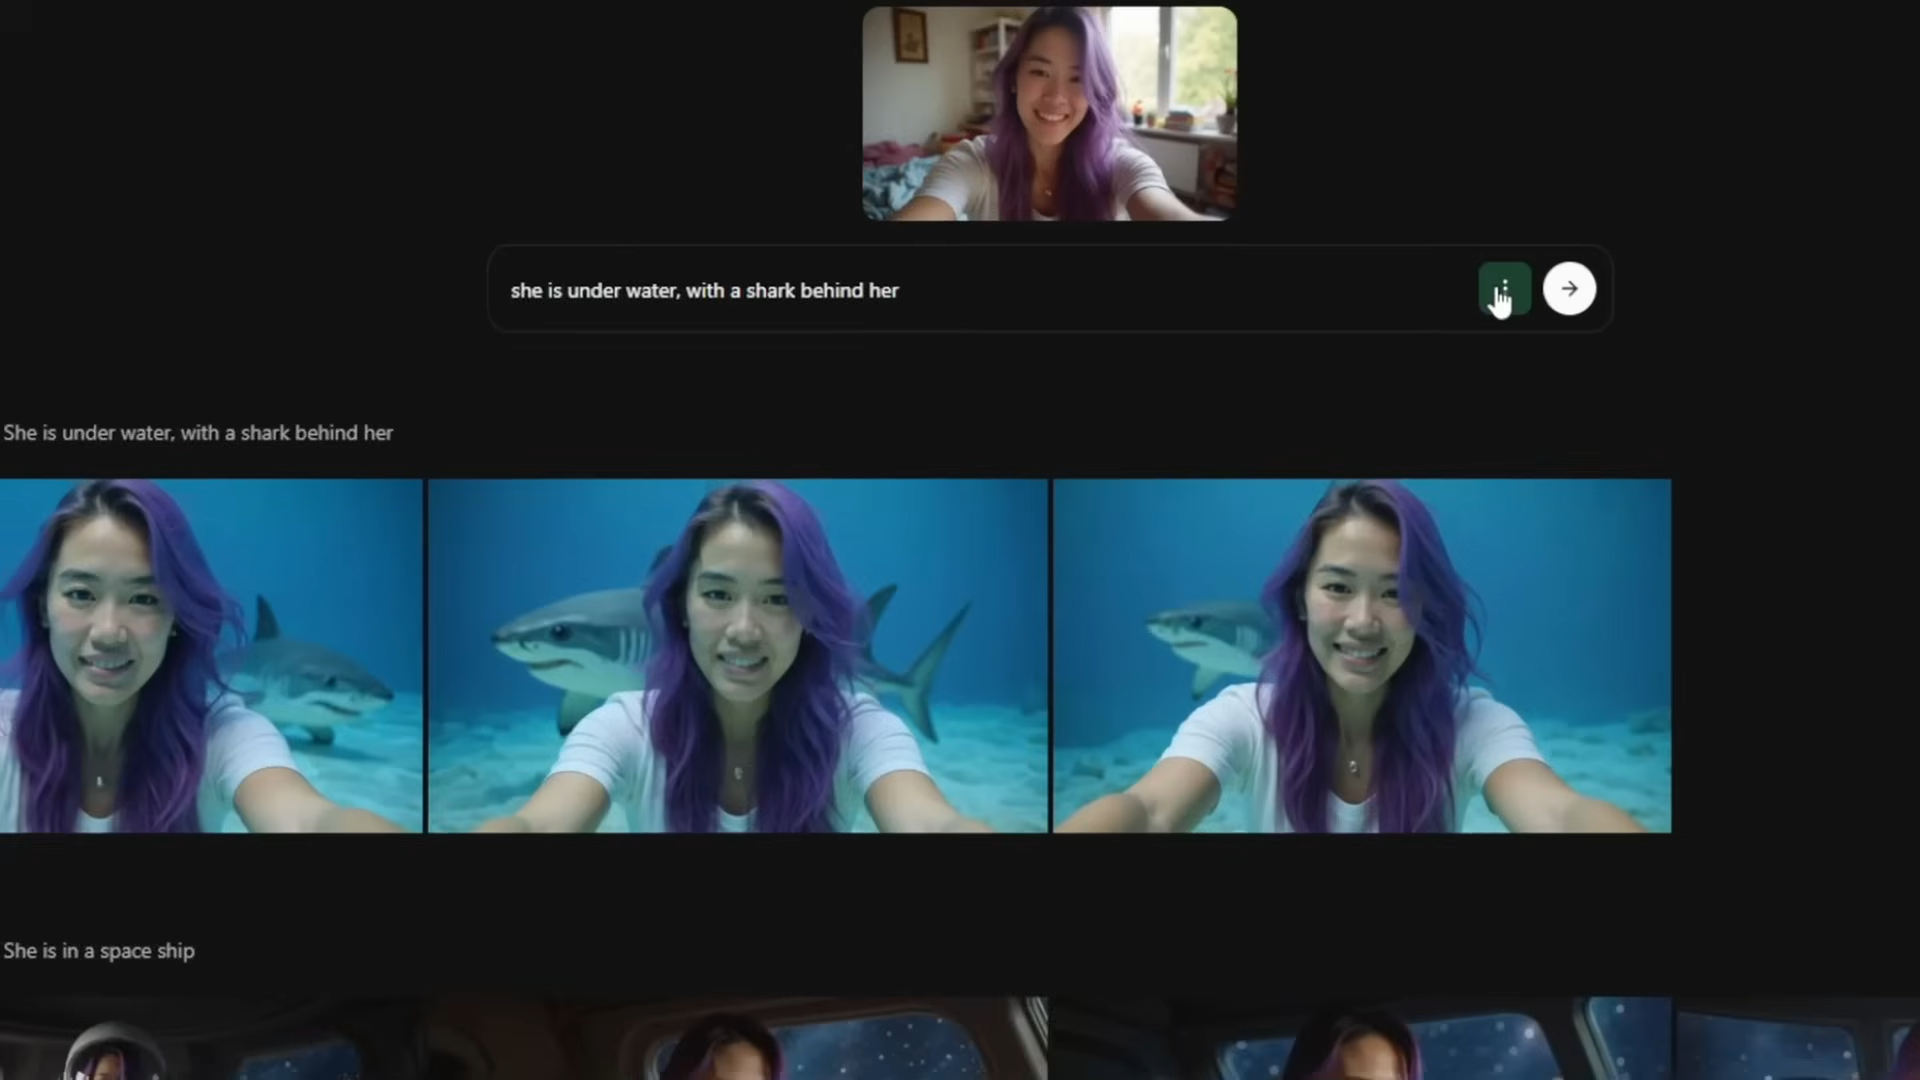 she is under water, with a shark behind her
She is under water, with a shark behind her
She is in a space ship